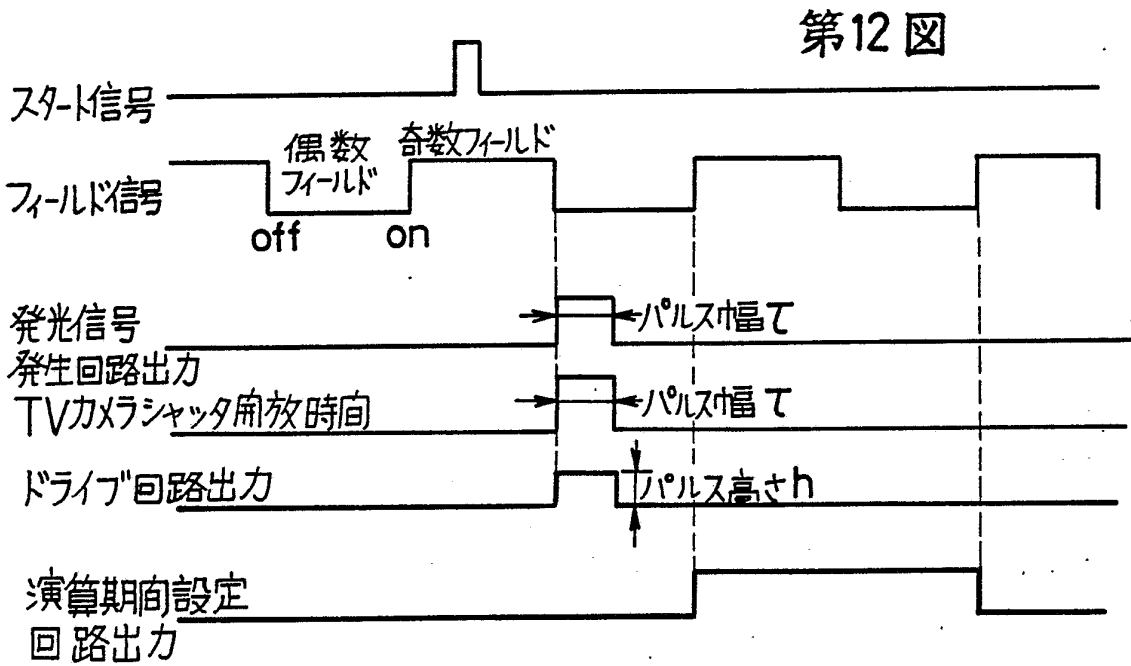 第12図
スタート信号
偶数
フィールド
奇数フィールド
フィールド信号
off
on
発光信号
発生回路出力
パルス巾幅τ
TVカメラシャッタ開放時間
パルス巾幅τ
ドライブ回路出力
パルス高さh
演算期間設定
回路出力